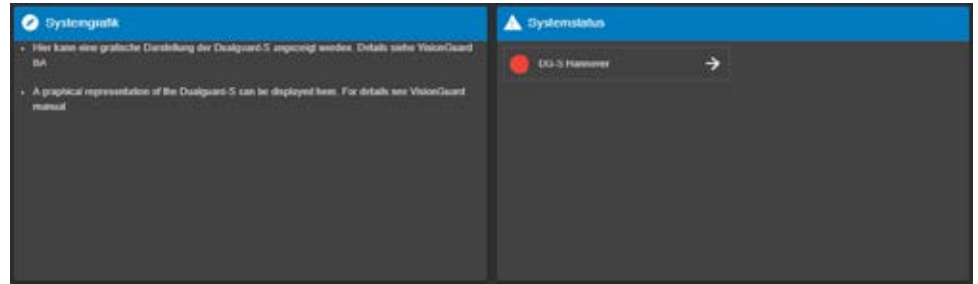 Systemgrafik
Hier kann eine grafische Darstellung der Dualguard-S angezeigt werden. Details siehe VisionGuard
BA
A graphical representation of the Dualguard-S can be displayed here. For details see VisionGuard
manual
Systemstatus
DG-S Hannover